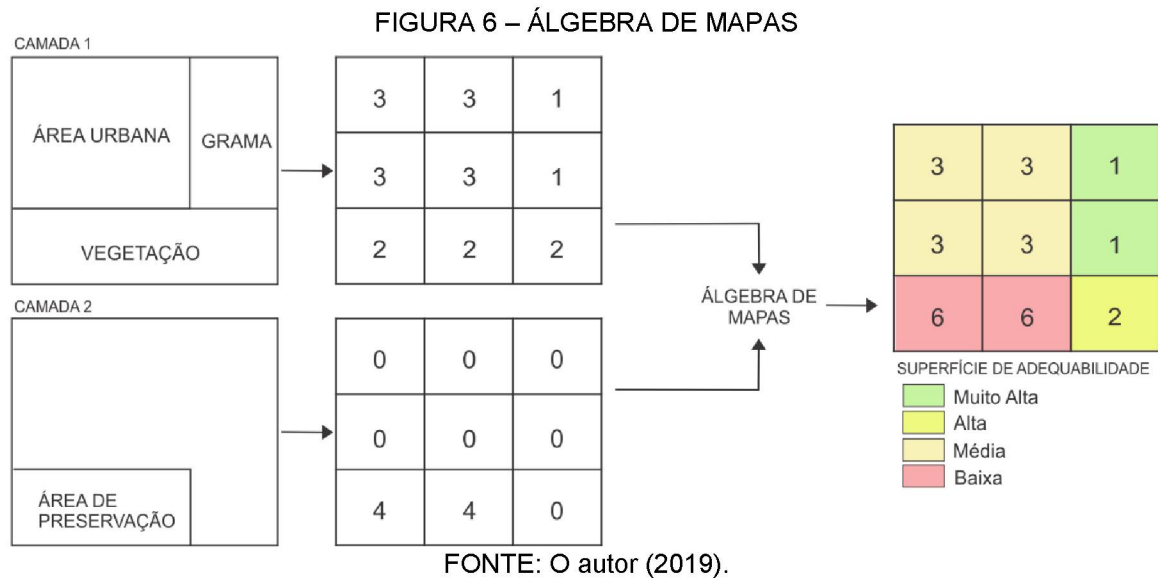 FIGURA 6 – ÁLGEBRA DE MAPAS
CAMADA 1
ÁREA URBANA
GRAMA
VEGETAÇÃO
3 3 1
3 3 1
2 2 2
CAMADA 2
ÁREA DE
PRESERVAÇÃO
0 0 0
0 0 0
4 4 0
ÁLGEBRA DE
MAPAS
3 3 1
3 3 1
6 6 2
SUPERFÍCIE DE ADEQUABILIDADE
Muito Alta
Alta
Média
Baixa
FONTE: O autor (2019).